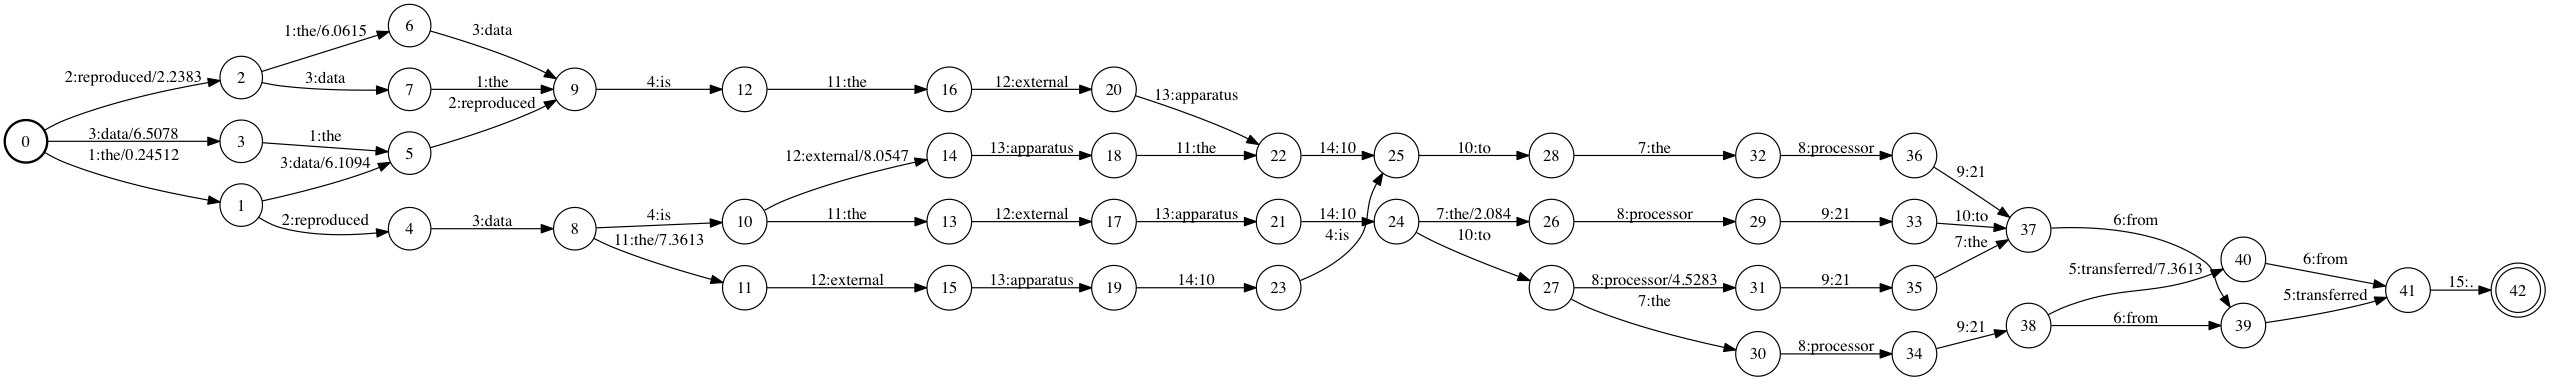 1:the/6.0615
6
3:data
2:reproduced/2.2383
2
3:data
7
1:the
9
4:is
12
11:the
16
12:external
20
13:apparatus
2:reproduced
0
3:data/6.5078
3
1:the
5
1:the/0.24512
3:data/6.1094
1
2:reproduced
4
3:data
8
4:is
10
11:the/7.3613
11
12:external/8.0547
14
13:apparatus
18
11:the
22
14:10
25
10:to
28
7:the
32
8:processor
36
9:21
11:the
13
12:external
17
13:apparatus
21
14:10
4:is
24
7:the/2.084
10:to
26
8:processor
29
9:21
33
10:to
7:the
37
6:from
12:external
15
13:apparatus
19
14:10
23
27
8:processor/4.5283
7:the
31
9:21
35
30
8:processor
34
9:21
38
5:transferred/7.3613
40
6:from
6:from
39
5:transferred
41
15:.
42